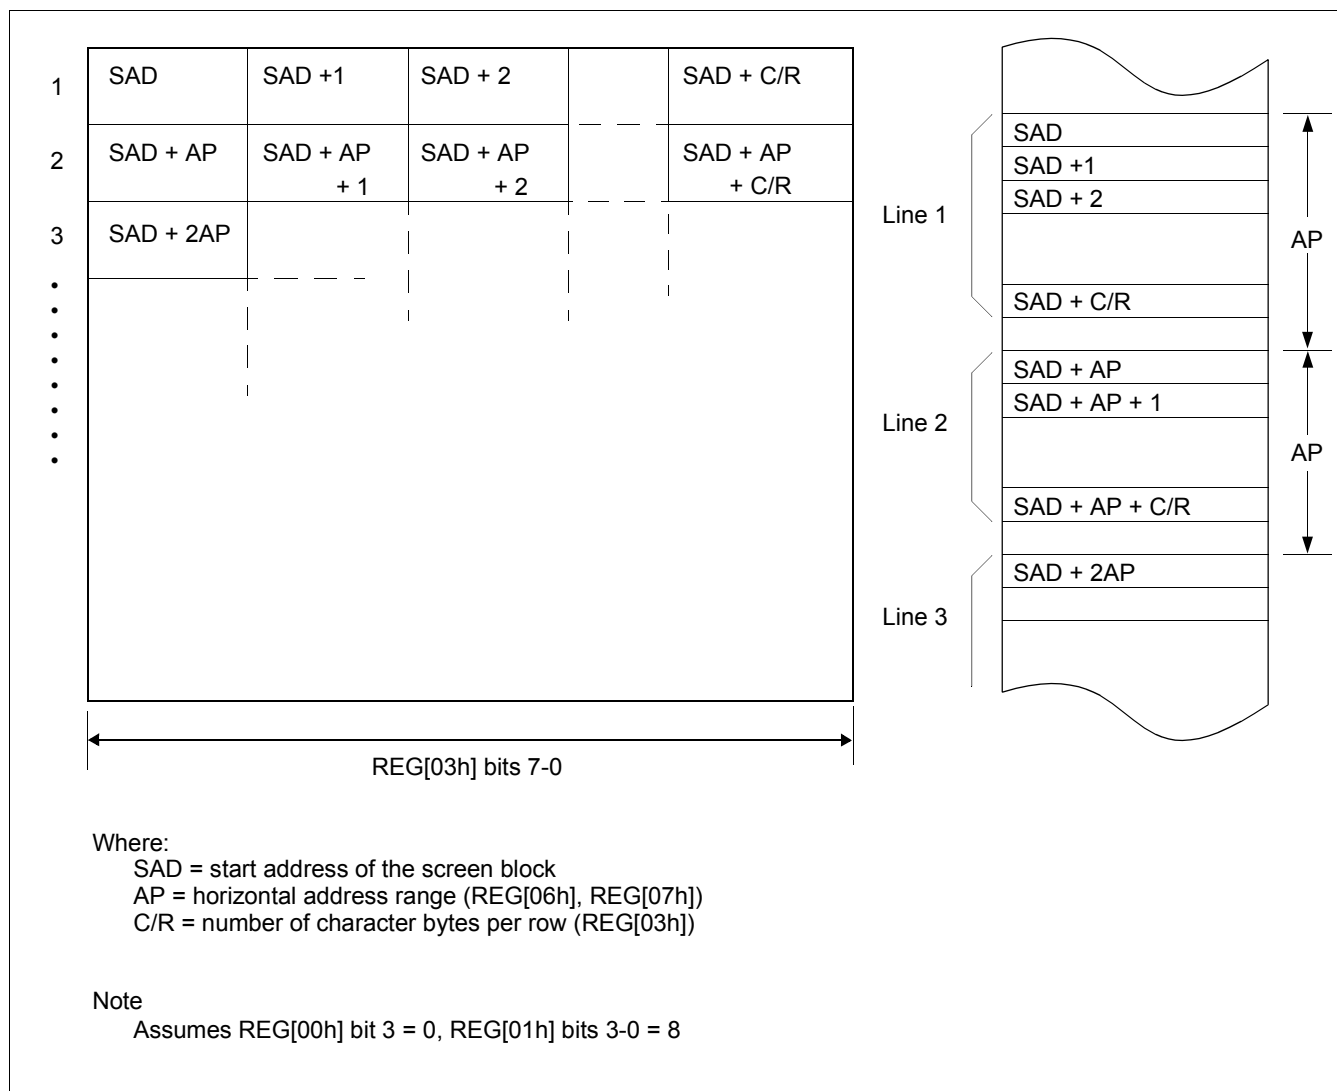 1 SAD SAD +1 SAD + 2 SAD + C/R
2 SAD + AP SAD + AP + 1 SAD + AP + 2 SAD + AP + C/R
3 SAD + 2AP
REG[03h] bits 7-0
Line 1
SAD
SAD +1
SAD + 2
SAD + C/R
AP
Line 2
SAD + AP
SAD + AP + 1
SAD + AP + C/R
AP
Line 3
SAD + 2AP
Where:
SAD = start address of the screen block
AP = horizontal address range (REG[06h], REG[07h])
C/R = number of character bytes per row (REG[03h])
Note
Assumes REG[00h] bit 3 = 0, REG[01h] bits 3-0 = 8